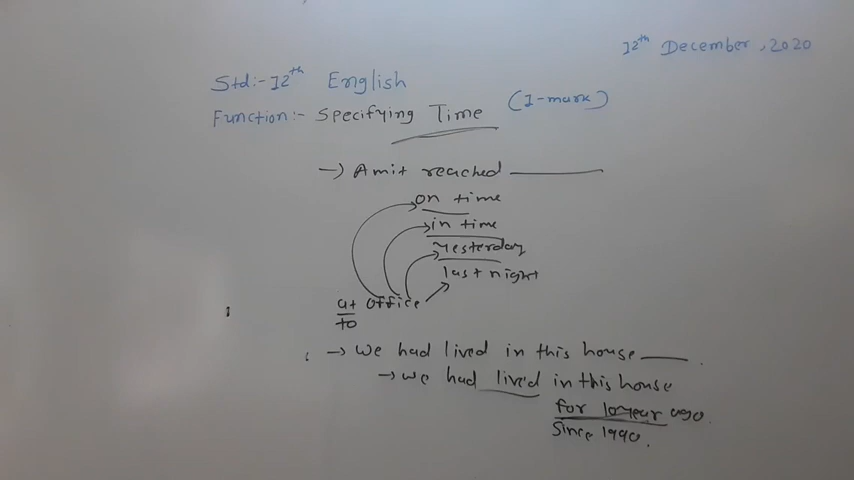 12th December, 2020
Std:- 12th English
Function:- Specifying Time (1-mark)
→ Amit reached ______
on time
in time
Yesterday
last night
at office
to
→ We had lived in this house ____.
→ we had lived in this house
for 10 year ago.
Since 1990.